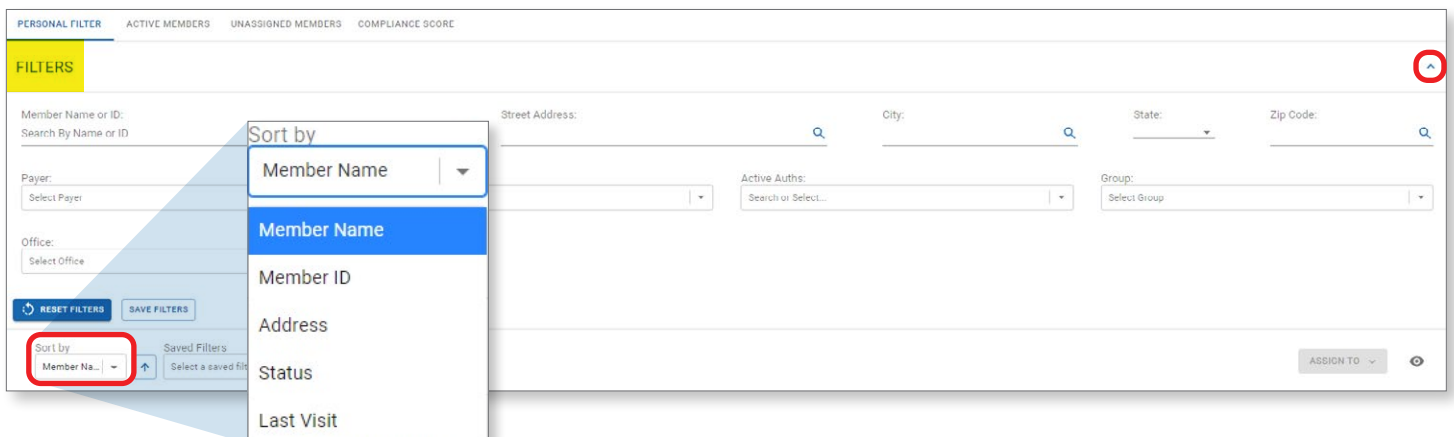 PERSONAL FILTER ACTIVE MEMBERS UNASSIGNED MEMBERS COMPLIANCE SCORE
FILTERS
Member Name or ID: Street Address: City: State: Zip Code:
Search By Name or ID
Payer: Active Auths: Group:
Select Payer Search or Select... Select Group
Office:
Select Office
RESET FILTERS SAVE FILTERS
Sort by Saved Filters
Member Na... Select a saved ASSIGN TO
Sort by
Member Name
Member Name
Member ID
Address
Status
Last Visit